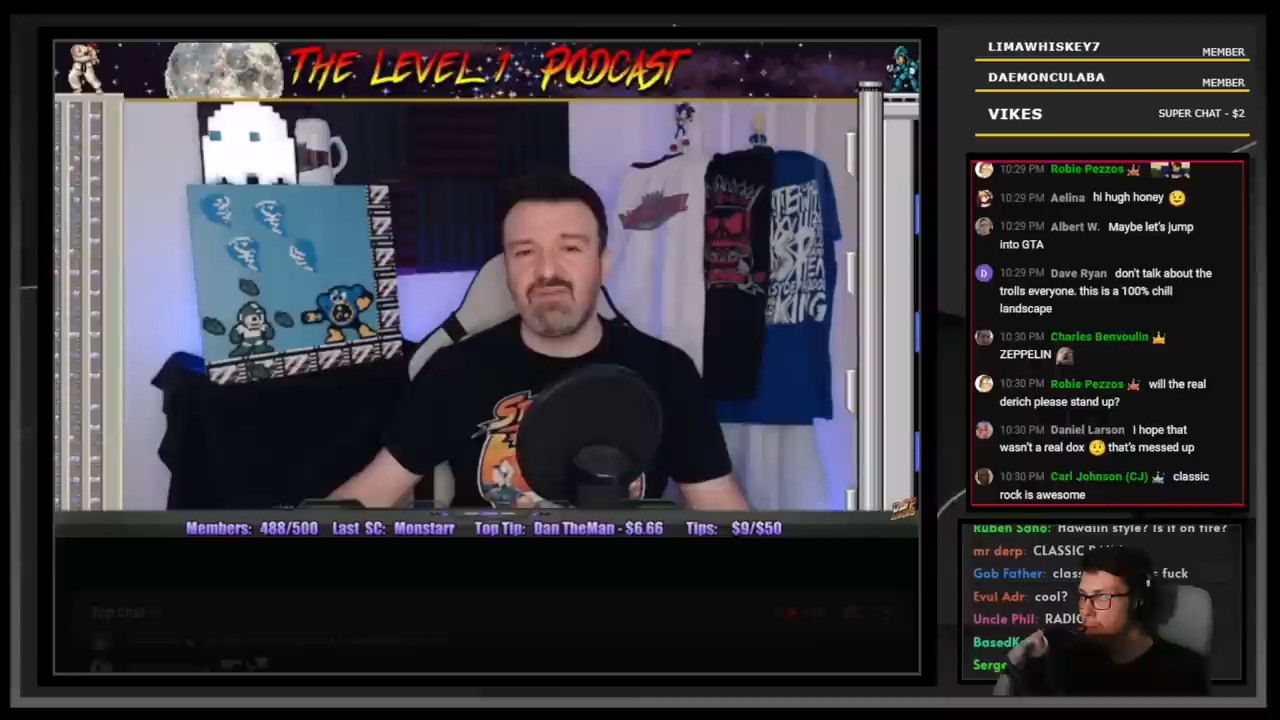 THE LEVEL 1 PODCAST
Members: 488/500 Last SC: Monstarr Top Tip: Dan TheMan - $6.66 Tips: $9/$50
Top chat
LIMAWHISKEY7 MEMBER
DAEMONCULABA MEMBER
VIKES SUPER CHAT - $2
10:29 PM Robie Pezzos
10:29 PM Aelina hi hugh honey 😉
10:29 PM Albert W. Maybe let's jump
into GTA
D 10:29 PM Dave Ryan don't talk about the
trolls everyone. this is a 100% chill
landscape
10:30 PM Charles Benvoulin
ZEPPELIN
10:30 PM Robie Pezzos will the real
derich please stand up?
10:30 PM Daniel Larson I hope that
wasn't a real dox 🤨 that's messed up
10:30 PM Carl Johnson (CJ) classic
rock is awesome
Ruben Sano: Hawaiin style? Is it on fire?
mr derp: CLASSIC
Gob Father: fuck
Evul Adr: cool?
Uncle Phil:
KING